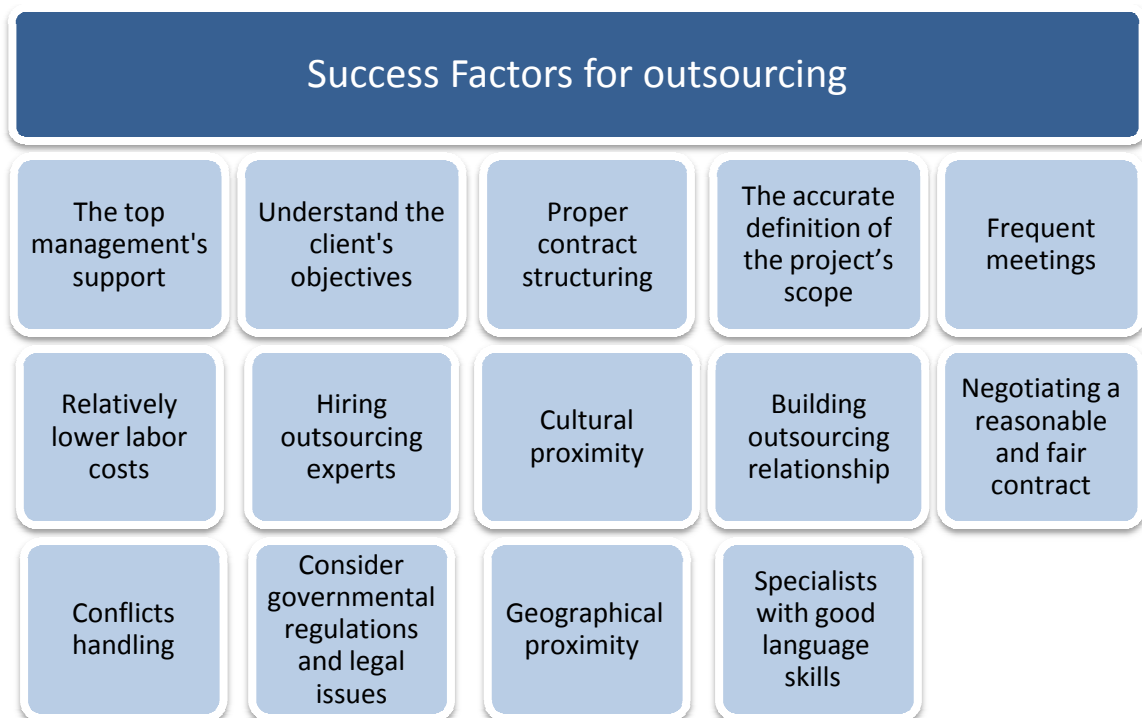 Success Factors for outsourcing
The top
management's
support
Understand the
client's
objectives
Proper
contract
structuring
The accurate
definition of
the project’s
scope
Frequent
meetings
Relatively
lower labor
costs
Hiring
outsourcing
experts
Cultural
proximity
Building
outsourcing
relationship
Negotiating a
reasonable
and fair
contract
Conflicts
handling
Consider
governmental
regulations
and legal
issues
Geographical
proximity
Specialists
with good
language
skills